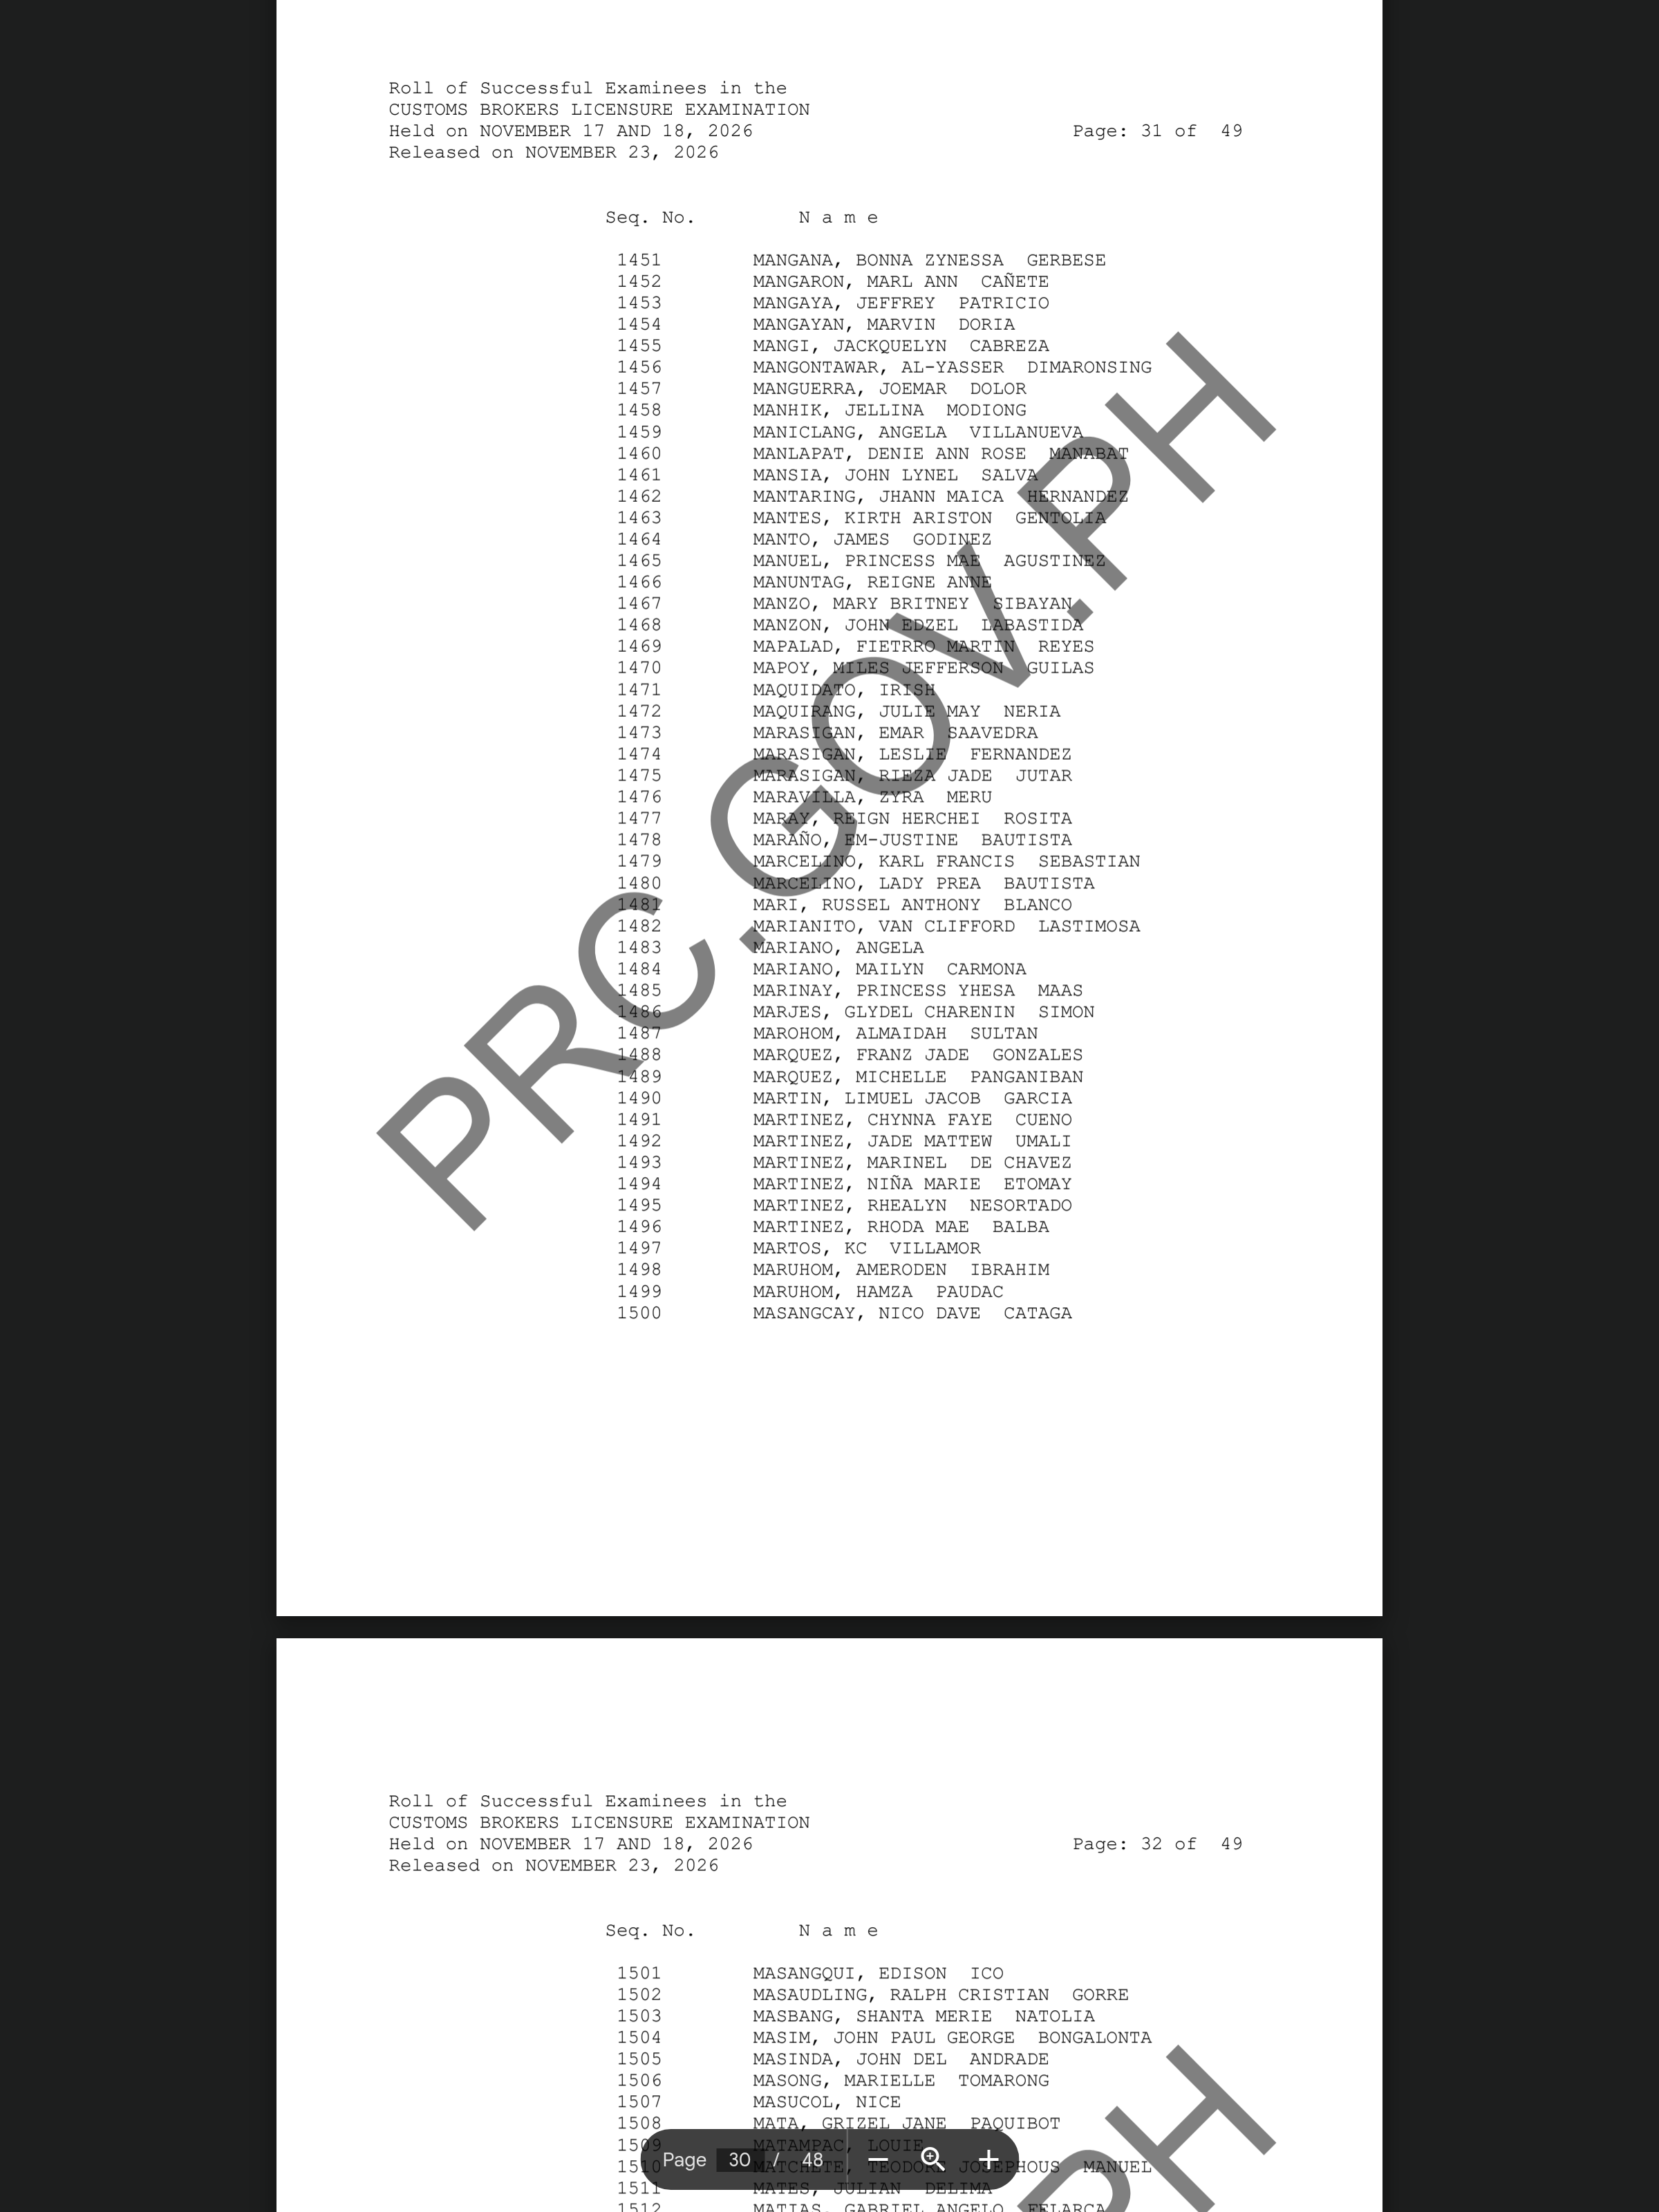 Roll of Successful Examinees in the
CUSTOMS BROKERS LICENSURE EXAMINATION
Held on NOVEMBER 17 AND 18, 2026 Page: 31 of 49
Released on NOVEMBER 23, 2026
Seq. No. N a m e
1451 MANGANA, BONNA ZYNESSA GERBESE
1452 MANGARON, MARL ANN CAÑETE
1453 MANGAYA, JEFFREY PATRICIO
1454 MANGAYAN, MARVIN DORIA
1455 MANGI, JACKQUELYN CABREZA
1456 MANGONTAWAR, AL-YASSER DIMARONSING
1457 MANGUERRA, JOEMAR DOLOR
1458 MANHIK, JELLINA MODIONG
1459 MANICLANG, ANGELA VILLANUEVA
1460 MANLAPAT, DENIE ANN ROSE MANABAT
1461 MANSIA, JOHN LYNEL SALVA
1462 MANTARING, JHANN MAICA HERNANDEZ
1463 MANTES, KIRTH ARISTON GENTOLIA
1464 MANTO, JAMES GODINEZ
1465 MANUEL, PRINCESS MAE AGUSTINEZ
1466 MANUNTAG, REIGNE ANNE
1467 MANZO, MARY BRITNEY SIBAYAN
1468 MANZON, JOHN EDZEL LABASTIDA
1469 MAPALAD, FIETRRO MARTIN REYES
1470 MAPOY, MILES JEFFERSON GUILAS
1471 MAQUIDATO, IRISH
1472 MAQUIRANG, JULIE MAY NERIA
1473 MARASIGAN, EMAR SAAVEDRA
1474 MARASIGAN, LESLIE FERNANDEZ
1475 MARASIGAN, RIEZA JADE JUTAR
1476 MARAVILLA, ZYRA MERU
1477 MARAY, REIGN HERCHEI ROSITA
1478 MARAÑO, EM-JUSTINE BAUTISTA
1479 MARCELINO, KARL FRANCIS SEBASTIAN
1480 MARCELINO, LADY PREA BAUTISTA
1481 MARI, RUSSEL ANTHONY BLANCO
1482 MARIANITO, VAN CLIFFORD LASTIMOSA
1483 MARIANO, ANGELA
1484 MARIANO, MAILYN CARMONA
1485 MARINAY, PRINCESS YHESA MAAS
1486 MARJES, GLYDEL CHARENIN SIMON
1487 MAROHOM, ALMAIDAH SULTAN
1488 MARQUEZ, FRANZ JADE GONZALES
1489 MARQUEZ, MICHELLE PANGANIBAN
1490 MARTIN, LIMUEL JACOB GARCIA
1491 MARTINEZ, CHYNNA FAYE CUENO
1492 MARTINEZ, JADE MATTEW UMALI
1493 MARTINEZ, MARINEL DE CHAVEZ
1494 MARTINEZ, NIÑA MARIE ETOMAY
1495 MARTINEZ, RHEALYN NESORTADO
1496 MARTINEZ, RHODA MAE BALBA
1497 MARTOS, KC VILLAMOR
1498 MARUHOM, AMERODEN IBRAHIM
1499 MARUHOM, HAMZA PAUDAC
1500 MASANGCAY, NICO DAVE CATAGA
PRC.GOV.PH
Roll of Successful Examinees in the
CUSTOMS BROKERS LICENSURE EXAMINATION
Held on NOVEMBER 17 AND 18, 2026 Page: 32 of 49
Released on NOVEMBER 23, 2026
Seq. No. N a m e
1501 MASANGQUI, EDISON ICO
1502 MASAUDLING, RALPH CRISTIAN GORRE
1503 MASBANG, SHANTA MERIE NATOLIA
1504 MASIM, JOHN PAUL GEORGE BONGALONTA
1505 MASINDA, JOHN DEL ANDRADE
1506 MASONG, MARIELLE TOMARONG
1507 MASUCOL, NICE
1508 MATA, GRIZEL JANE PAQUIBOT
1509 MATAMPAC, LOUIE
1510 MATCHETE, TEODORE JOSEPHOUS MANUEL
1511 MATES, JULIAN DELIMA
1512 MATIAS, GABRIEL ANGELO FELARCA
PH
Page 30 / 48